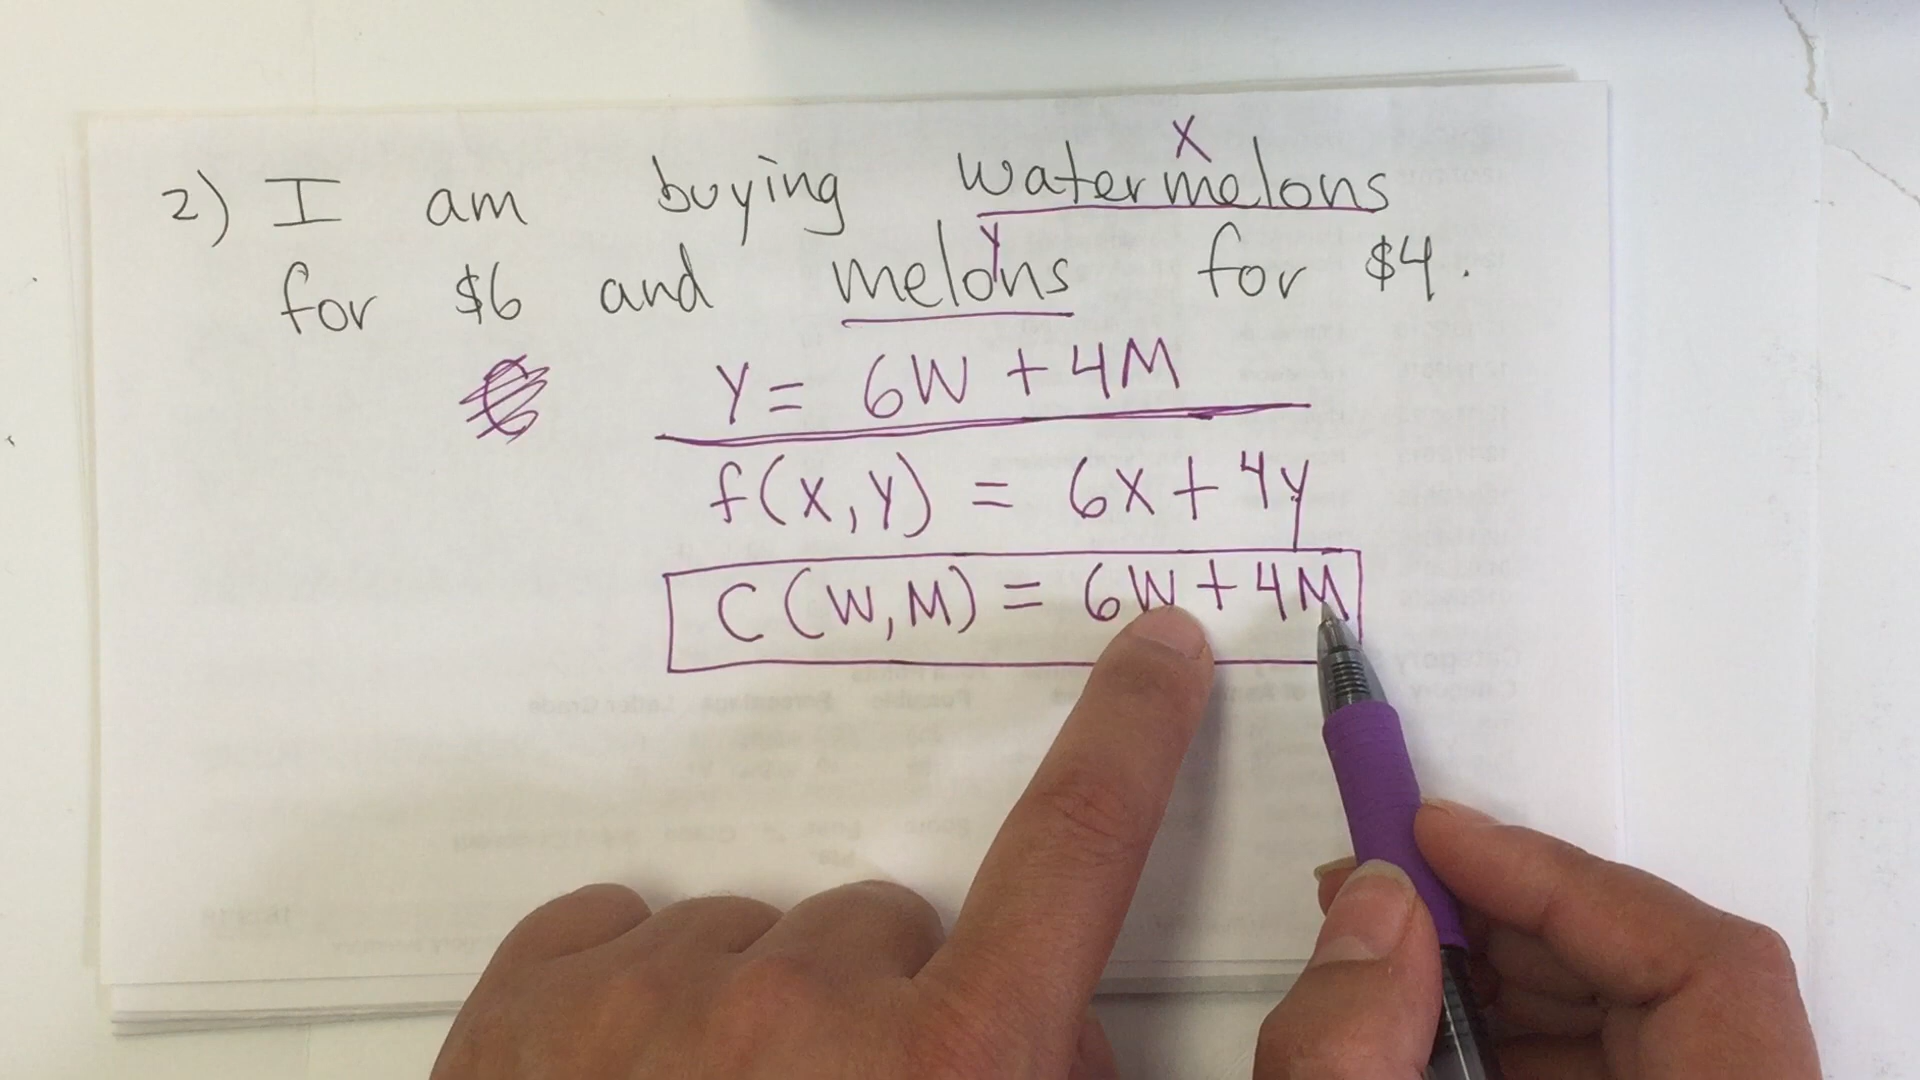 X
2) I am buying watermelons
Y
for $6 and melons for $4.
Y = 6W + 4M
f(X,Y) = 6X + 4y
C(W,M) = 6W + 4M